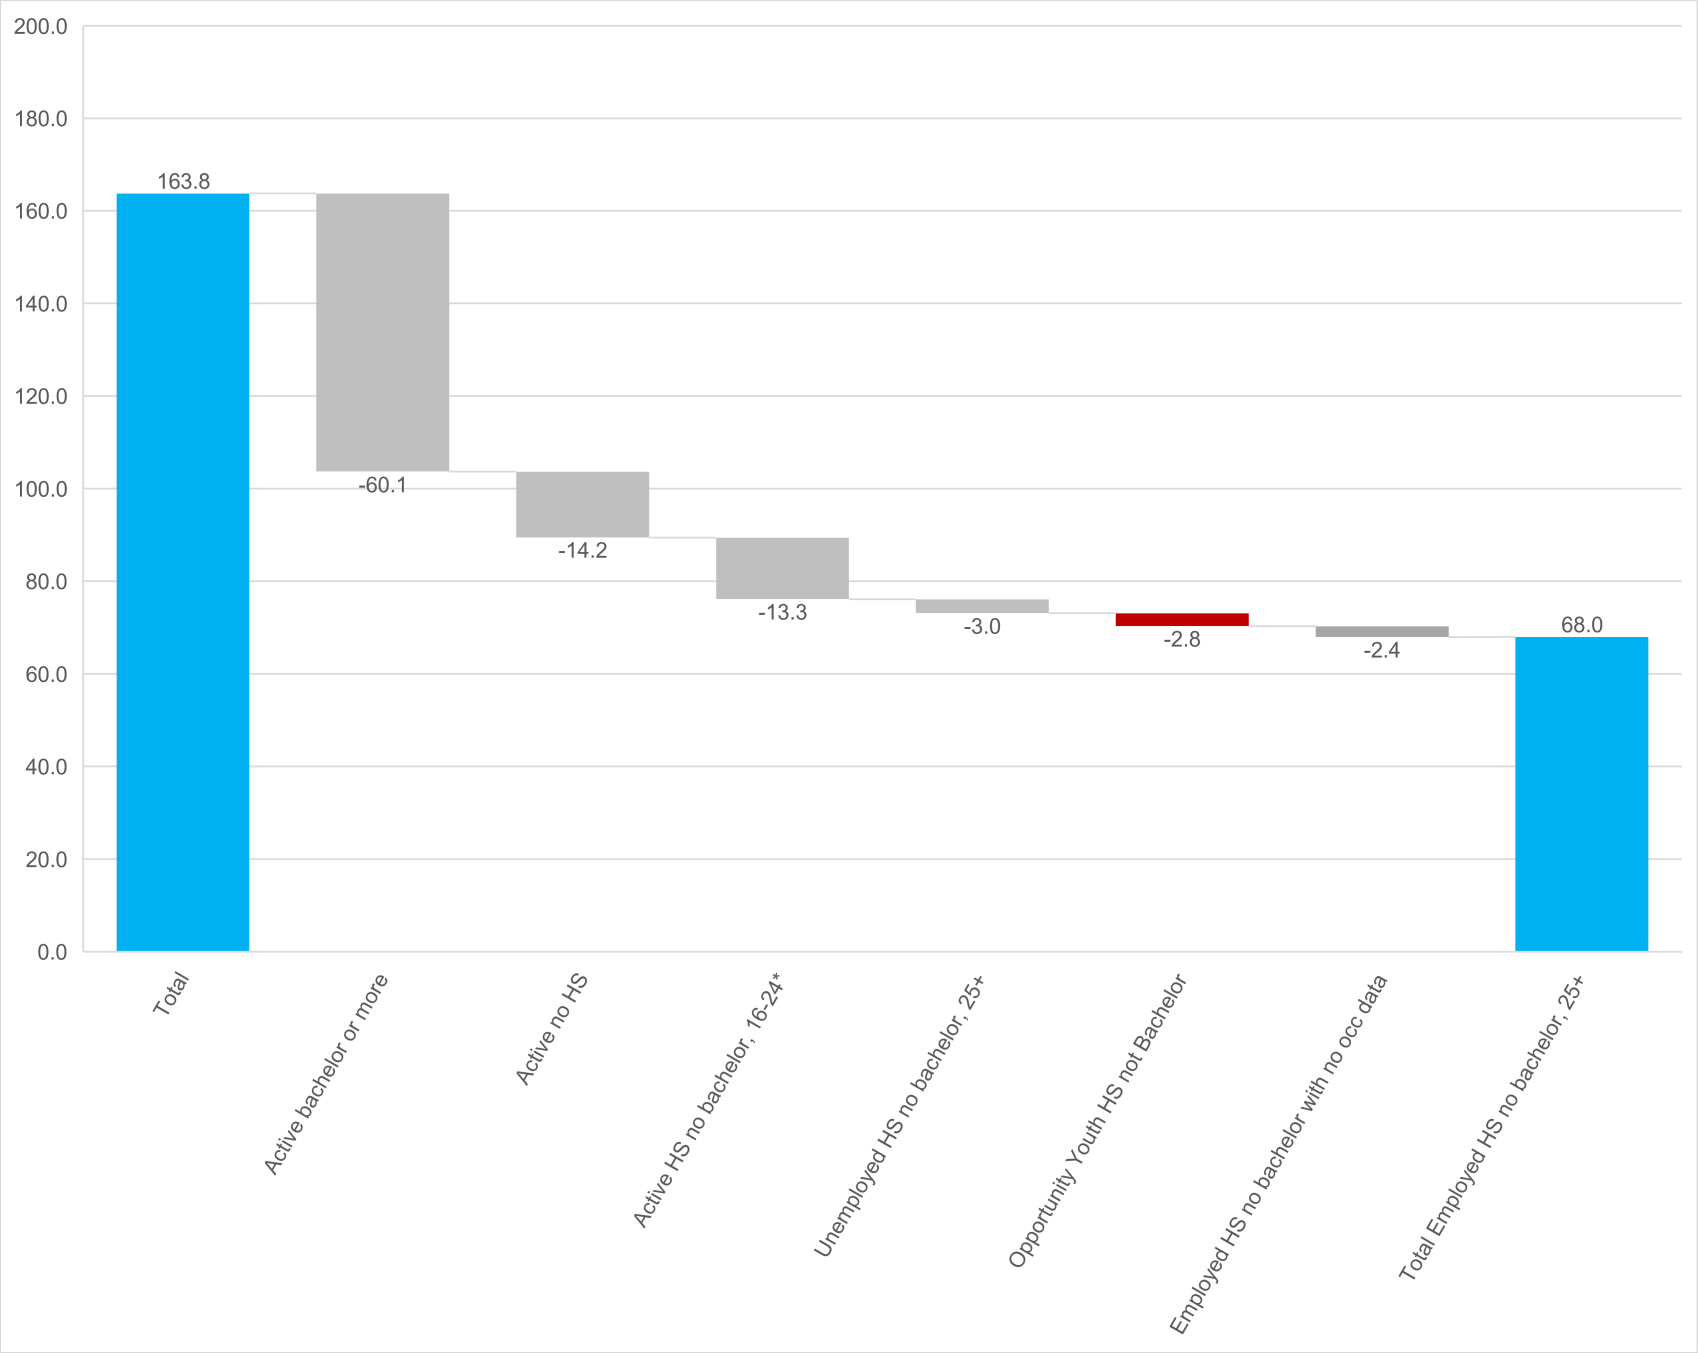 200.0
180.0
160.0
140.0
120.0
100.0
80.0
60.0
40.0
20.0
0.0
163.8
-60.1
-14.2
-13.3
-3.0
-2.8
-2.4
68.0
Total
Active bachelor or more
Active no HS
Active HS no bachelor, 16-24*
Unemployed HS no bachelor, 25+
Opportunity Youth HS not Bachelor
Employed HS no bachelor with no occ data
Total Employed HS no bachelor, 25+